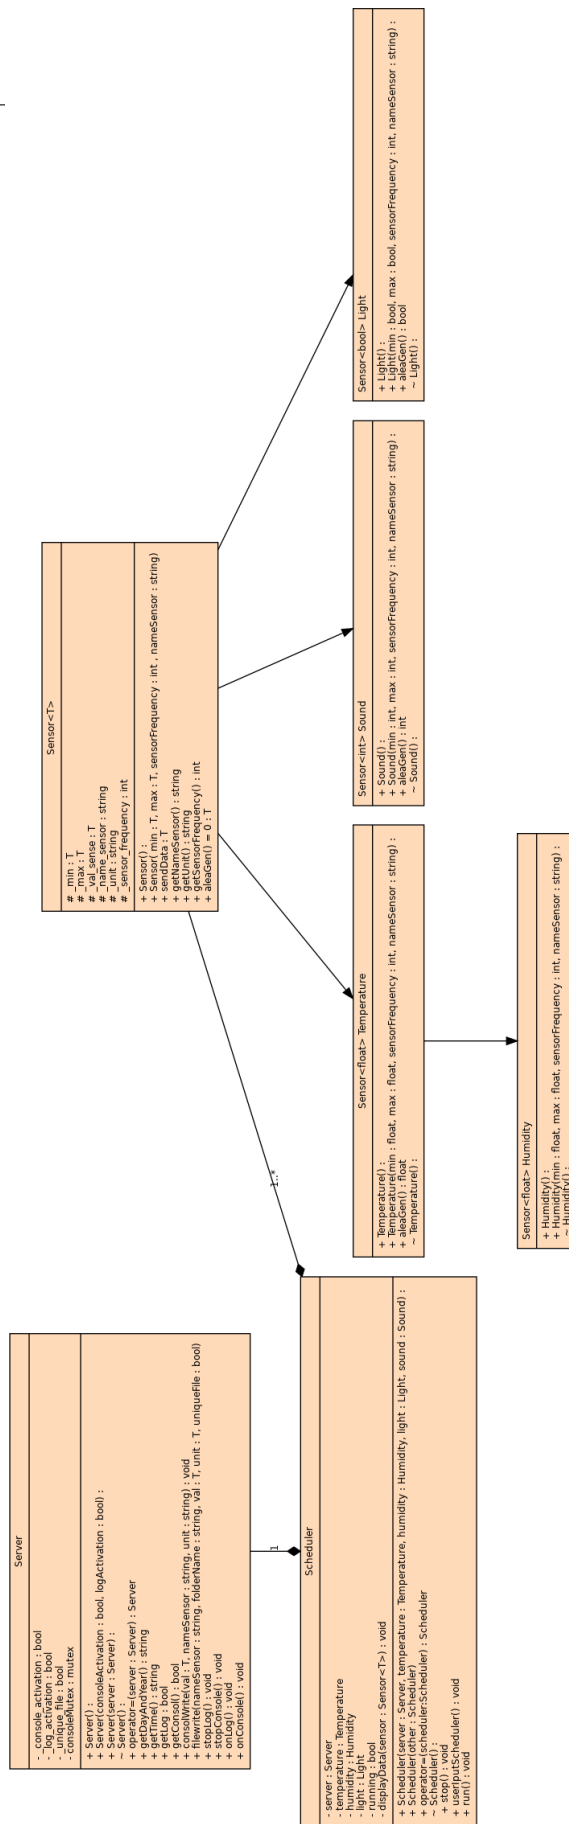 Server
- _console_activation : bool
- _log_activation : bool
- _unique_file : bool
- consoleMutex : mutex
+ Server() :
+ Server(consoleActivation : bool, logActivation : bool) :
+ Server(server : Server) :
~ Server() :
+ operator=(server : Server) : Server
+ getDayAndYear() : string
+ getTime() : string
+ getLog : bool
+ getConsol() : bool
+ consolWrite(val : T, nameSensor : string, unit : string) : void
+ filewrite(nameSensor : string, folderName : string, val : T, unit : T, uniqueFile : bool)
+ stopLog() : void
+ stopConsole() : void
+ onLog() : void
+ onConsole() : void
1
Scheduler
- server : Server
- temperature : Temperature
- humidity : Humidity
- light : Light
- running : bool
- displayData(sensor : Sensor<T>) : void
+ Scheduler(server : Server, temperature : Temperature, humidity : Humidity, light : Light, sound : Sound) :
+ Scheduler(other : Scheduler)
+ operator=(scheduler:Scheduler) : Scheduler
~ Scheduler() :
+ stop() : void
+ userIputScheduler() : void
+ run() : void
1..*
Sensor<T>
# _min : T
# _max : T
# _val_sense : T
# _name_sensor : string
# _unit : string
# _sensor_frequency : int
+ Sensor() :
+ Sensor( min : T, max : T, sensorFrequency : int , nameSensor : string)
+ sendData : T
+ getNameSensor() : string
+ getUnit() : string
+ getSensorFrequency() : int
+ aleaGen() = 0 : T
Sensor<float> Temperature
+ Temperature() :
+ Temperature(min : float, max : float, sensorFrequency : int, nameSensor : string) :
+ aleaGen() : float
~ Temperature() :
Sensor<float> Humidity
+ Humidity() :
+ Humidity(min : float, max : float, sensorFrequency : int, nameSensor : string) :
~ Humidity() :
Sensor<int> Sound
+ Sound() :
+ Sound(min : int, max : int, sensorFrequency : int, nameSensor : string) :
+ aleaGen() : int
~ Sound() :
Sensor<bool> Light
+ Light() :
+ Light(min : bool, max : bool, sensorFrequency : int, nameSensor : string) :
+ aleaGen() : bool
~ Light() :